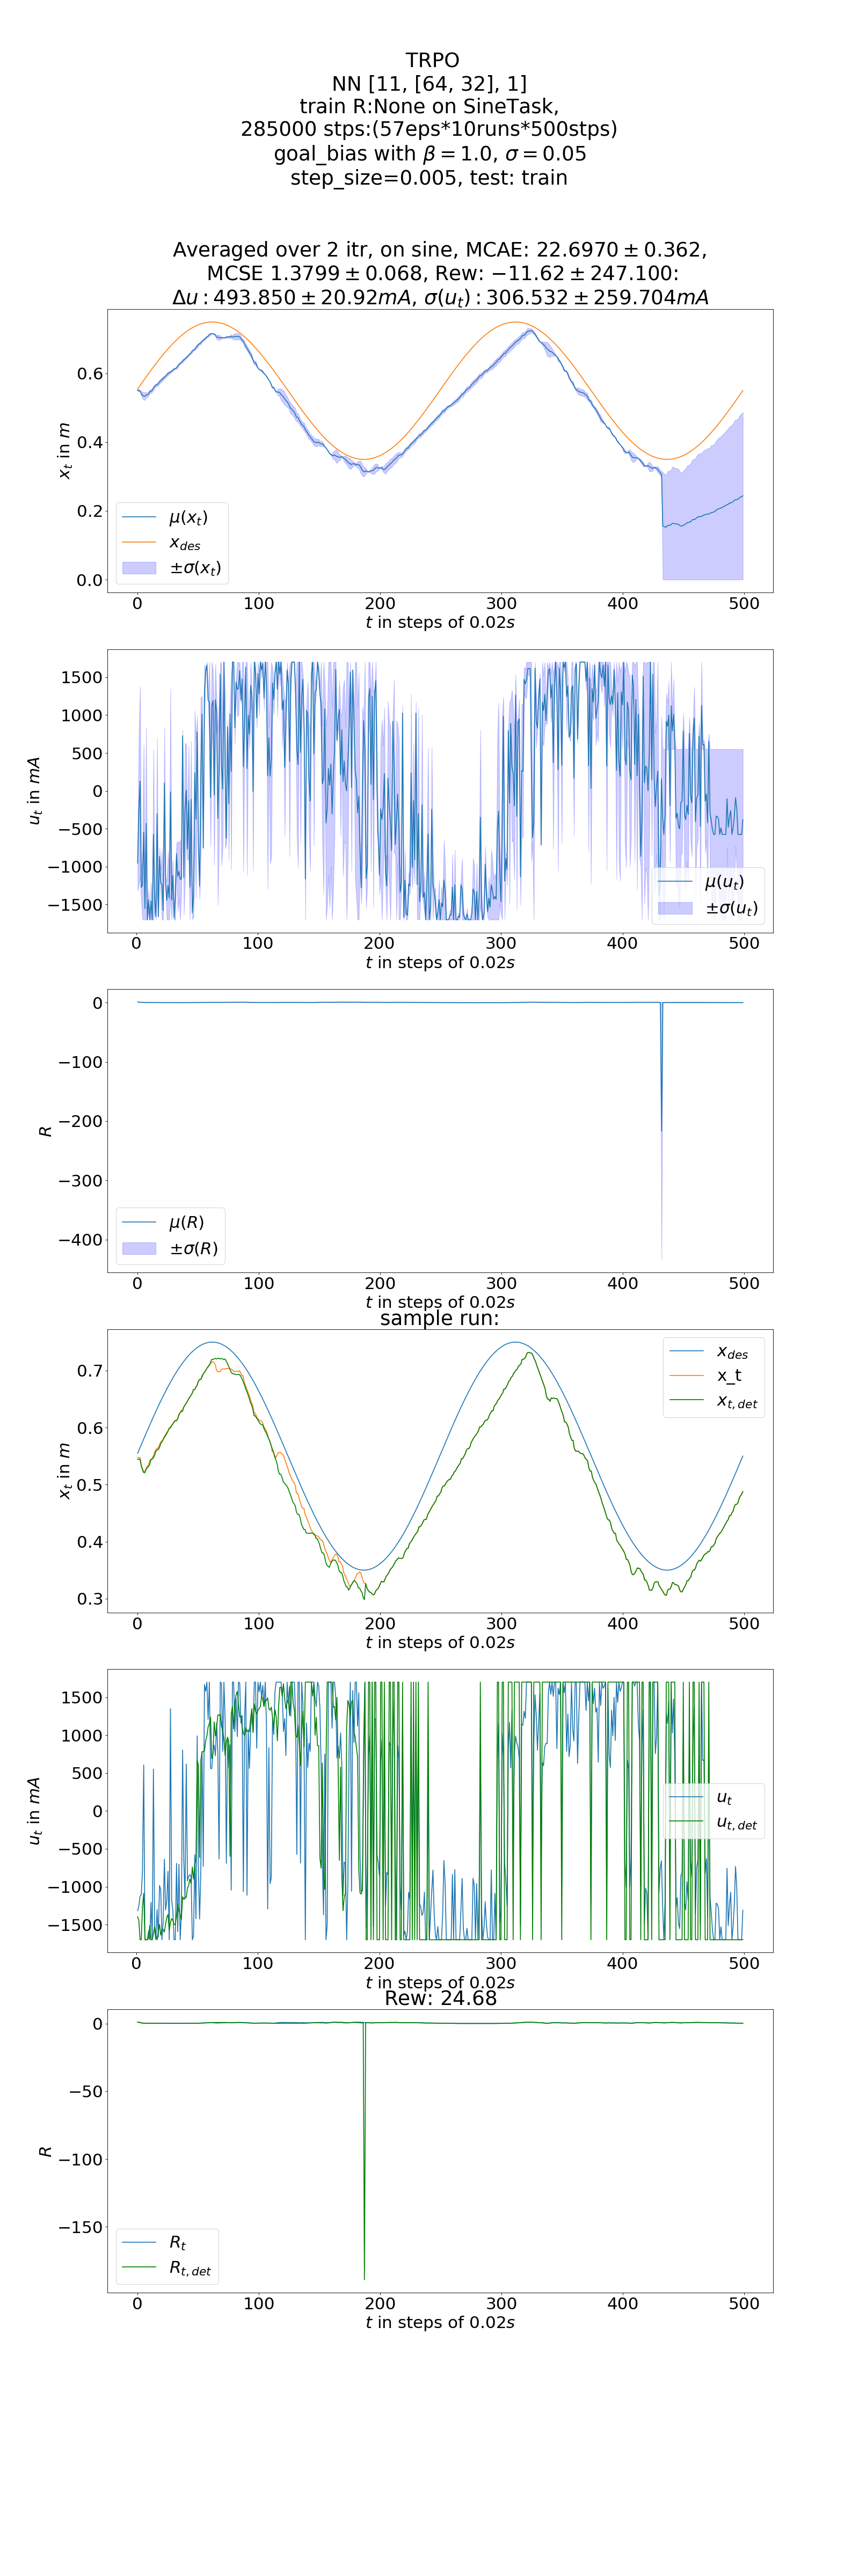 TRPO
NN [11, [64, 32], 1]
train R:None on SineTask,
285000 stps:(57eps*10runs*500stps)
goal_bias with β = 1.0, σ = 0.05
step_size=0.005, test: train
Averaged over 2 itr, on sine, MCAE: 22.6970 ± 0.362,
MCSE 1.3799 ± 0.068, Rew: −11.62 ± 247.100:
Δu : 493.850 ± 20.92mA, σ(u_t) : 306.532 ± 259.704mA
x_t in m
0.6
0.4
0.2
0.0
μ(x_t)
x_des
±σ(x_t)
0 100 200 300 400 500
t in steps of 0.02s
u_t in mA
1500
1000
500
0
−500
−1000
−1500
μ(u_t)
±σ(u_t)
0 100 200 300 400 500
t in steps of 0.02s
R
0
−100
−200
−300
−400
μ(R)
±σ(R)
0 100 200 300 400 500
t in steps of 0.02s
sample run:
x_t in m
0.7
0.6
0.5
0.4
0.3
x_des
x_t
x_t,det
0 100 200 300 400 500
t in steps of 0.02s
u_t in mA
1500
1000
500
0
−500
−1000
−1500
u_t
u_t,det
0 100 200 300 400 500
t in steps of 0.02s
Rew: 24.68
R
0
−50
−100
−150
R_t
R_t,det
0 100 200 300 400 500
t in steps of 0.02s